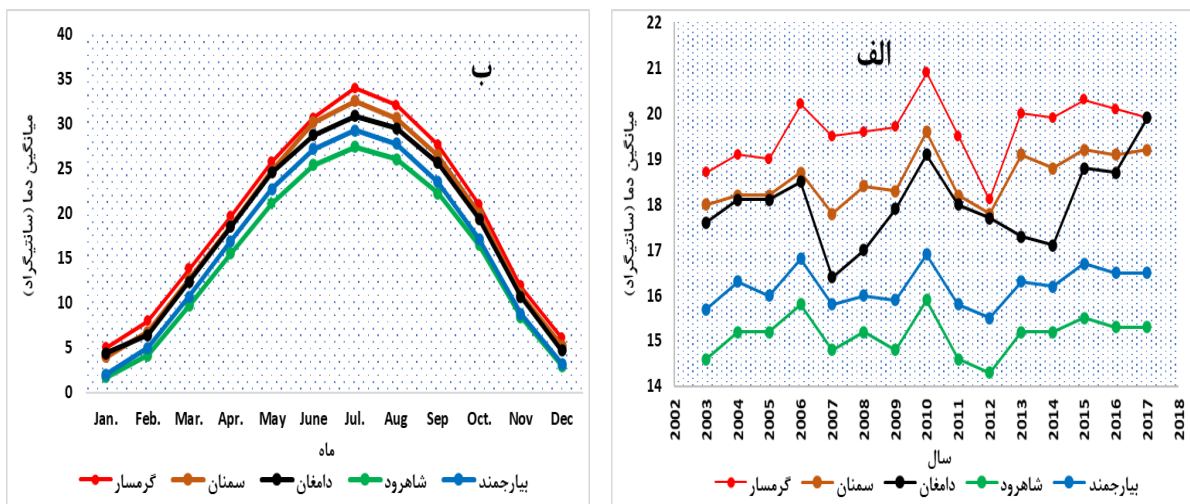 ب
میانگین دما (سانتیگراد)
40
35
30
25
20
15
10
5
0
Jan. Feb. Mar. Apr. May June Jul. Aug Sep Oct. Nov Dec
ماه
گرمسار سمنان دامغان شاهرود بیارجمند
الف
میانگین دما (سانتیگراد)
22
21
20
19
18
17
16
15
14
2002 2003 2004 2005 2006 2007 2008 2009 2010 2011 2012 2013 2014 2015 2016 2017 2018
سال
گرمسار سمنان دامغان شاهرود بیارجمند